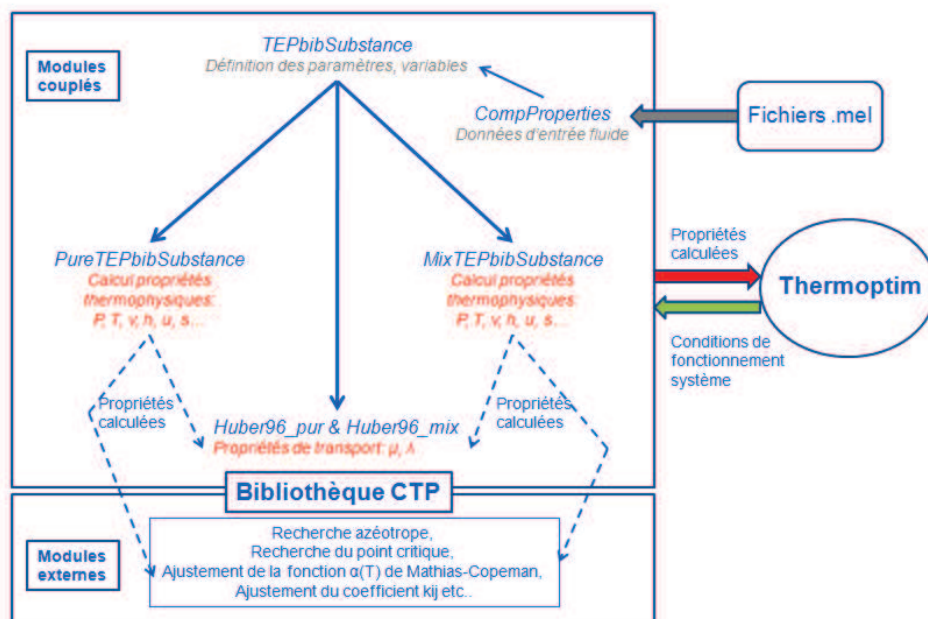 TEPbibSubstance
Définition des paramètres, variables
Modules
couplés
CompProperties
Données d'entrée fluide
Fichiers .mel
PureTEPbibSubstance
Calcul propriétés
thermophysiques:
P, T, v, h, u, s...
MixTEPbibSubstance
Calcul propriétés
thermophysiques:
P, T, v, h, u, s...
Propriétés
calculées
Thermoptim
Conditions de
fonctionnement
système
Propriétés
calculées
Propriétés
calculées
Huber96_pur & Huber96_mix
Propriétés de transport: μ, λ
Bibliothèque CTP
Modules
externes
Recherche azéotrope,
Recherche du point critique,
Ajustement de la fonction α(T) de Mathias-Copeman,
Ajustement du coefficient kij etc..